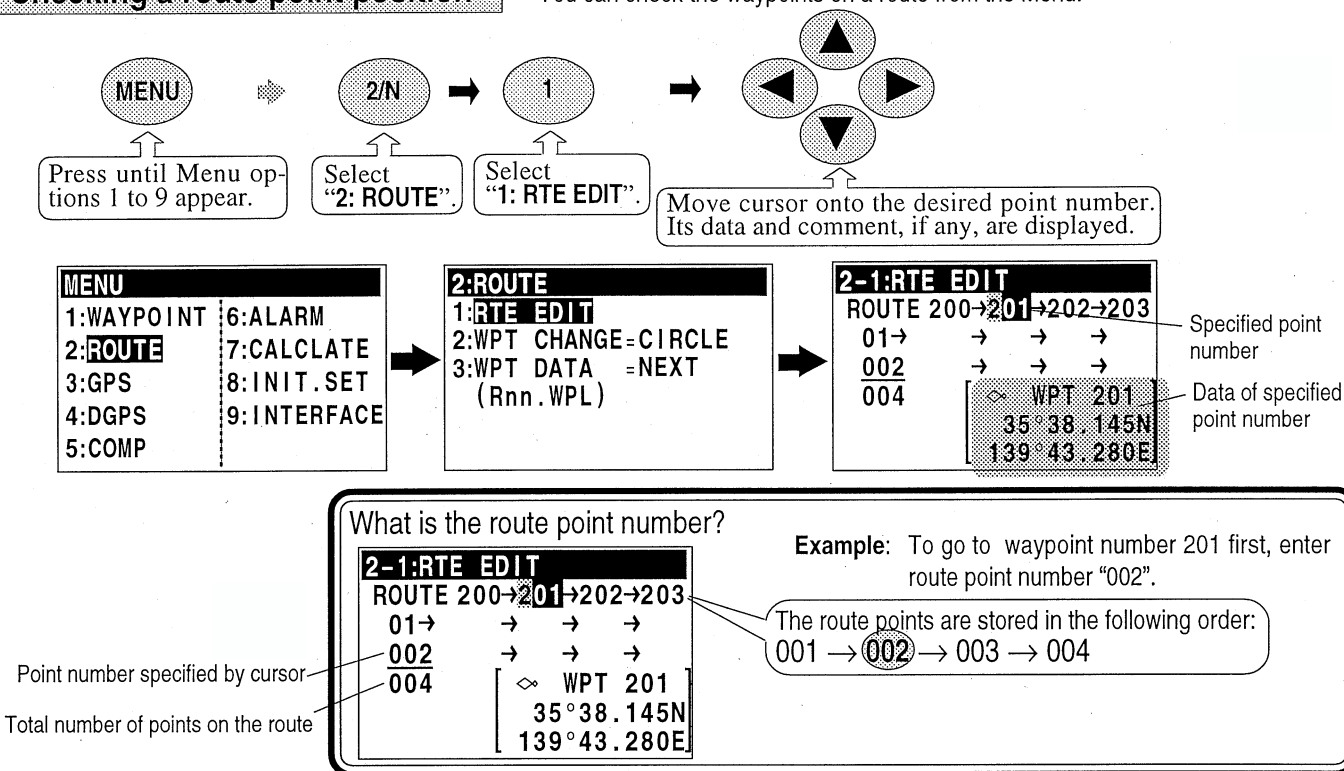 Checking a route point position
You can check the waypoints on a route from the Menu.
MENU
2/N
1
Press until Menu op-
tions 1 to 9 appear.
Select
“2: ROUTE”.
Select
“1: RTE EDIT”.
Move cursor onto the desired point number.
Its data and comment, if any, are displayed.
MENU
1:WAYPOINT 6:ALARM
2:ROUTE 7:CALCLATE
3:GPS 8:INIT.SET
4:DGPS 9:INTERFACE
5:COMP
2:ROUTE
1:RTE EDIT
2:WPT CHANGE=CIRCLE
3:WPT DATA =NEXT
(Rnn.WPL)
2-1:RTE EDIT
ROUTE 200→201→202→203
01→ → → →
002 → → →
004 [ WPT 201
35°38.145N
139°43.280E]
Specified point
number
Data of specified
point number
What is the route point number?
2-1:RTE EDIT
ROUTE 200→201→202→203
01→ → → →
002 → → →
004 [ WPT 201
35°38.145N
139°43.280E]
Point number specified by cursor
Total number of points on the route
Example: To go to waypoint number 201 first, enter
route point number “002”.
The route points are stored in the following order:
001 → 002 → 003 → 004